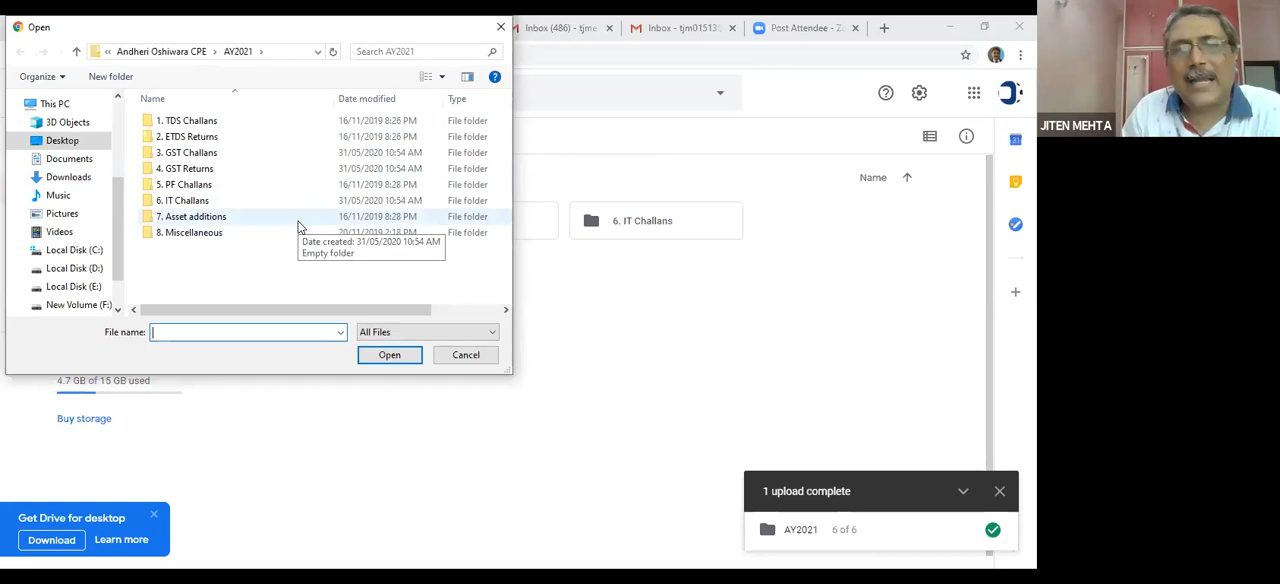 Open
Inbox (486) - tjme
Inbox - tjm01513
Post Attendee - Z
« Andheri Oshiwara CPE › AY2021 ›
Search AY2021
Organize
New folder
Name
Date modified
Type
This PC
3D Objects
Desktop
Documents
Downloads
Music
Pictures
Videos
Local Disk (C:)
Local Disk (D:)
Local Disk (E:)
New Volume (F:)
1. TDS Challans 16/11/2019 8:26 PM File folder
2. ETDS Returns 16/11/2019 8:26 PM File folder
3. GST Challans 31/05/2020 10:54 AM File folder
4. GST Returns 31/05/2020 10:54 AM File folder
5. PF Challans 16/11/2019 8:28 PM File folder
6. IT Challans 31/05/2020 10:54 AM File folder
7. Asset additions 16/11/2019 8:28 PM File folder
8. Miscellaneous 20/11/2019 2:18 PM File folder
Date created: 31/05/2020 10:54 AM
Empty folder
File name:
All Files
Open
Cancel
Name
6. IT Challans
4.7 GB of 15 GB used
Buy storage
Get Drive for desktop
Download
Learn more
1 upload complete
AY2021 6 of 6
JITEN MEHTA
31